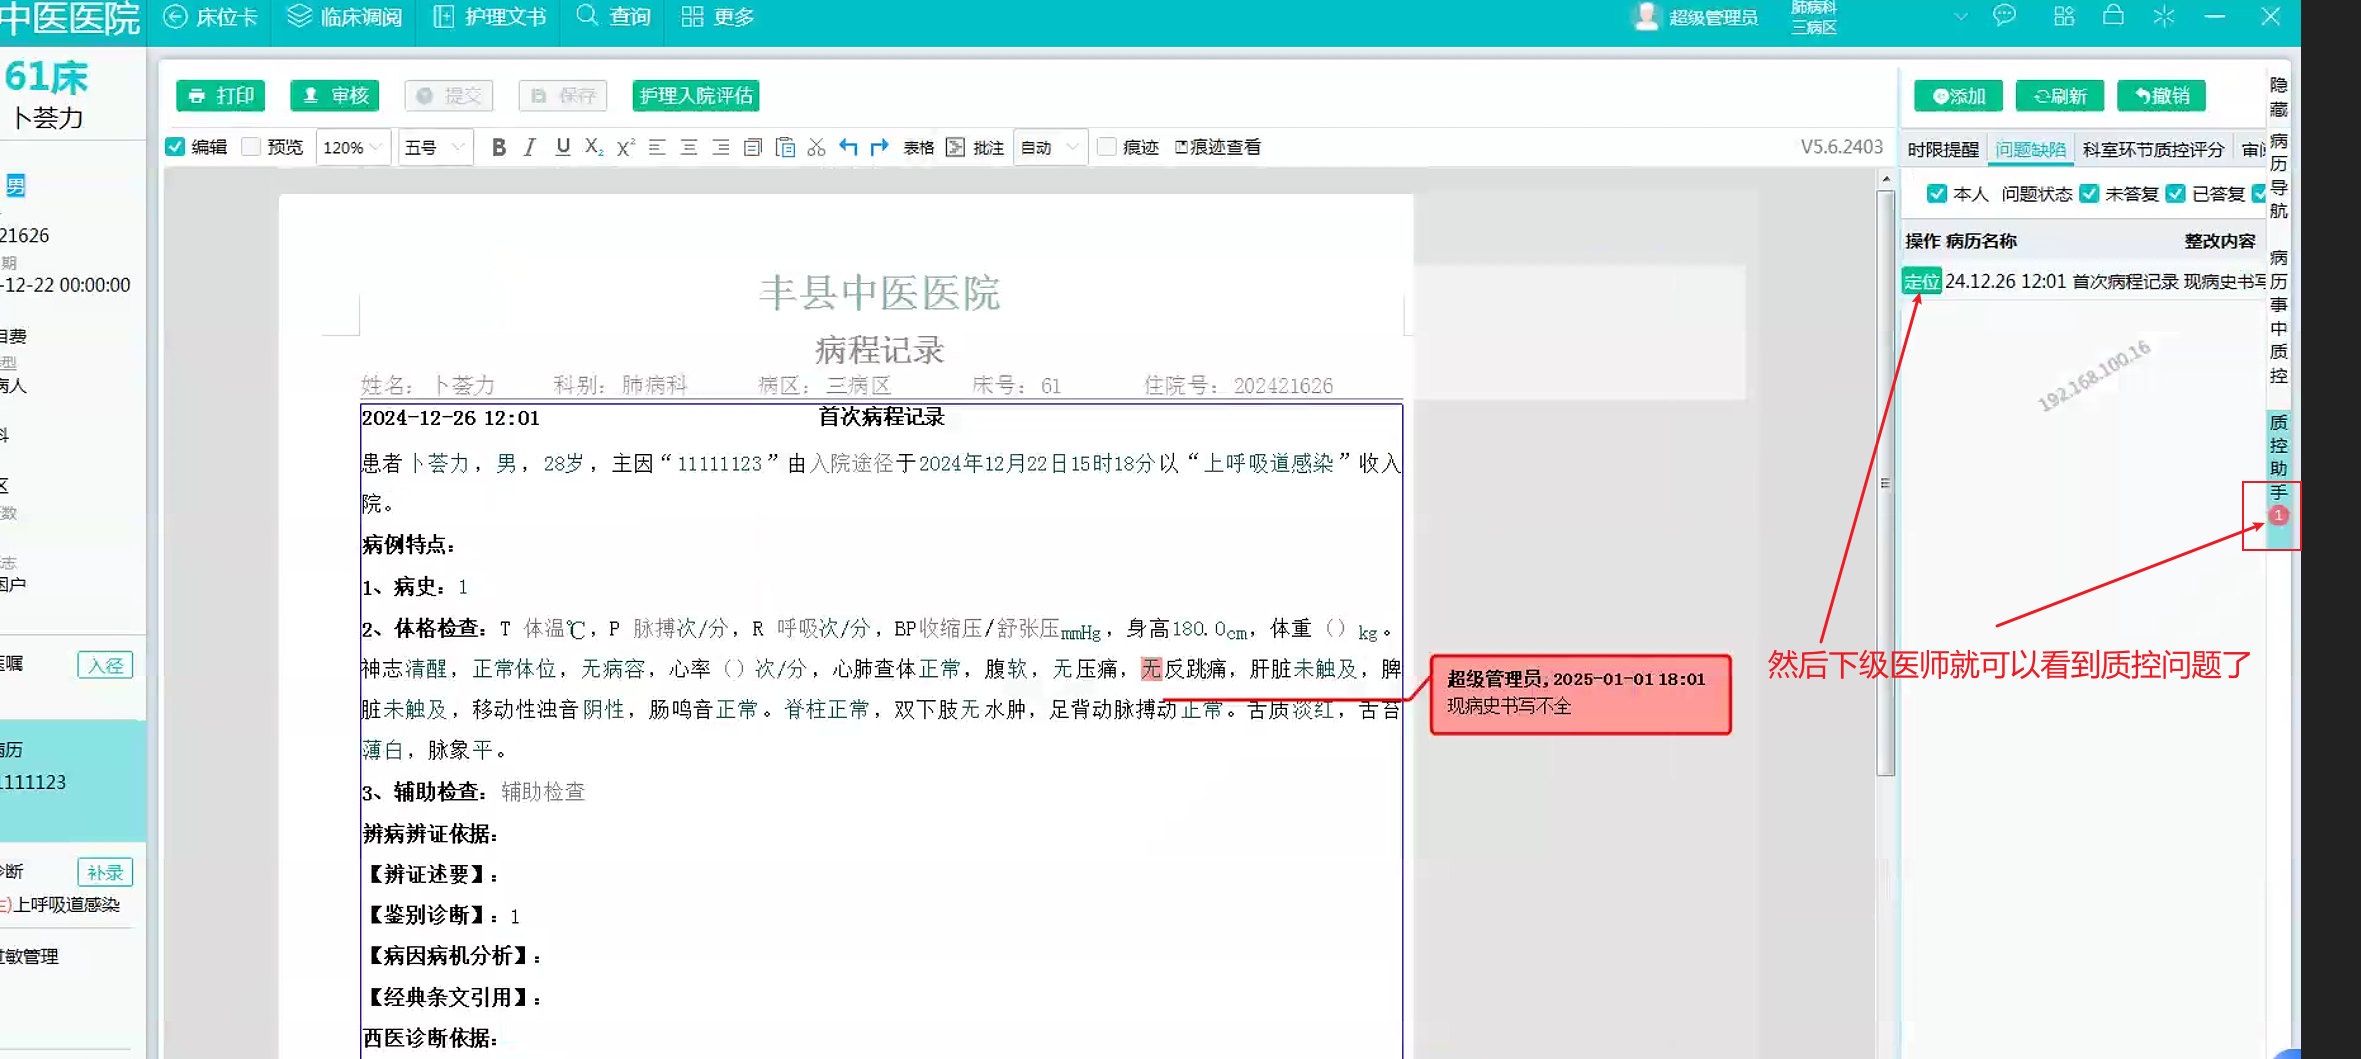 中医医院 床位卡 临床调阅 护理文书 查询 更多 超级管理员 肺病科
三病区
61床
卜荟力
男
21626
期
-12-22 00:00:00
自费
型
病人
科
区
数
志
困户
医嘱 入径
病历
1111123
诊断 补录
主)上呼吸道感染
过敏管理
打印 审核 提交 保存 护理入院评估
编辑 预览 120% 五号 B I U X₂ X² 表格 批注 自动 痕迹 痕迹查看 V5.6.2403
丰县中医医院
病程记录
姓名： 卜荟力 科别： 肺病科 病区： 三病区 床号： 61 住院号： 202421626
2024-12-26 12:01 首次病程记录
患者卜荟力，男，28岁，主因“11111123”由入院途径于2024年12月22日15时18分以“上呼吸道感染”收入
院。
病例特点：
1、病史：1
2、体格检查：T 体温℃，P 脉搏次/分，R 呼吸次/分，BP收缩压/舒张压mmHg，身高180.0cm，体重（）kg。
神志清醒，正常体位，无病容，心率（）次/分，心肺查体正常，腹软，无压痛，无反跳痛，肝脏未触及，脾
脏未触及，移动性浊音阴性，肠鸣音正常。脊柱正常，双下肢无水肿，足背动脉搏动正常。舌质淡红，舌苔
薄白，脉象平。
3、辅助检查：辅助检查
辨病辨证依据：
【辨证述要】：
【鉴别诊断】：1
【病因病机分析】：
【经典条文引用】：
西医诊断依据：
超级管理员, 2025-01-01 18:01
现病史书写不全
添加 刷新 撤销
时限提醒 问题缺陷 科室环节质控评分 审
本人 问题状态 未答复 已答复
操作 病历名称 整改内容
定位 24.12.26 12:01 首次病程记录 现病史书写
192.168.100.16
然后下级医师就可以看到质控问题了
隐藏
病历导航
病历事中质控
质控助手
1